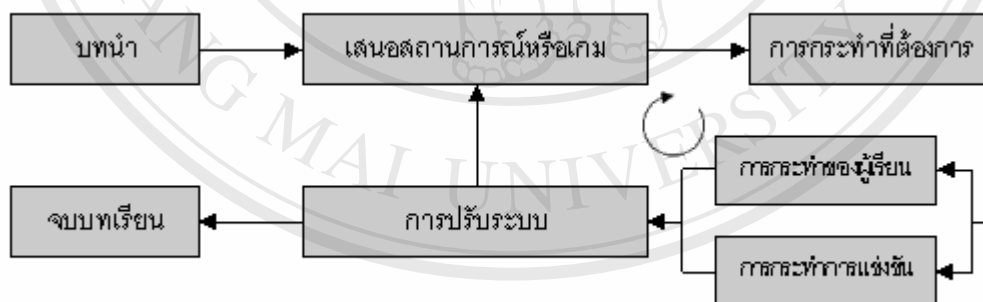 บทนำ
เสนอสถานการณ์หรือเกม
การกระทำที่ต้องการ
การกระทำของผู้เรียน
จบบทเรียน
การปรับระบบ
การกระทำการแข่งขัน
ANG MAI UNIVERSITY